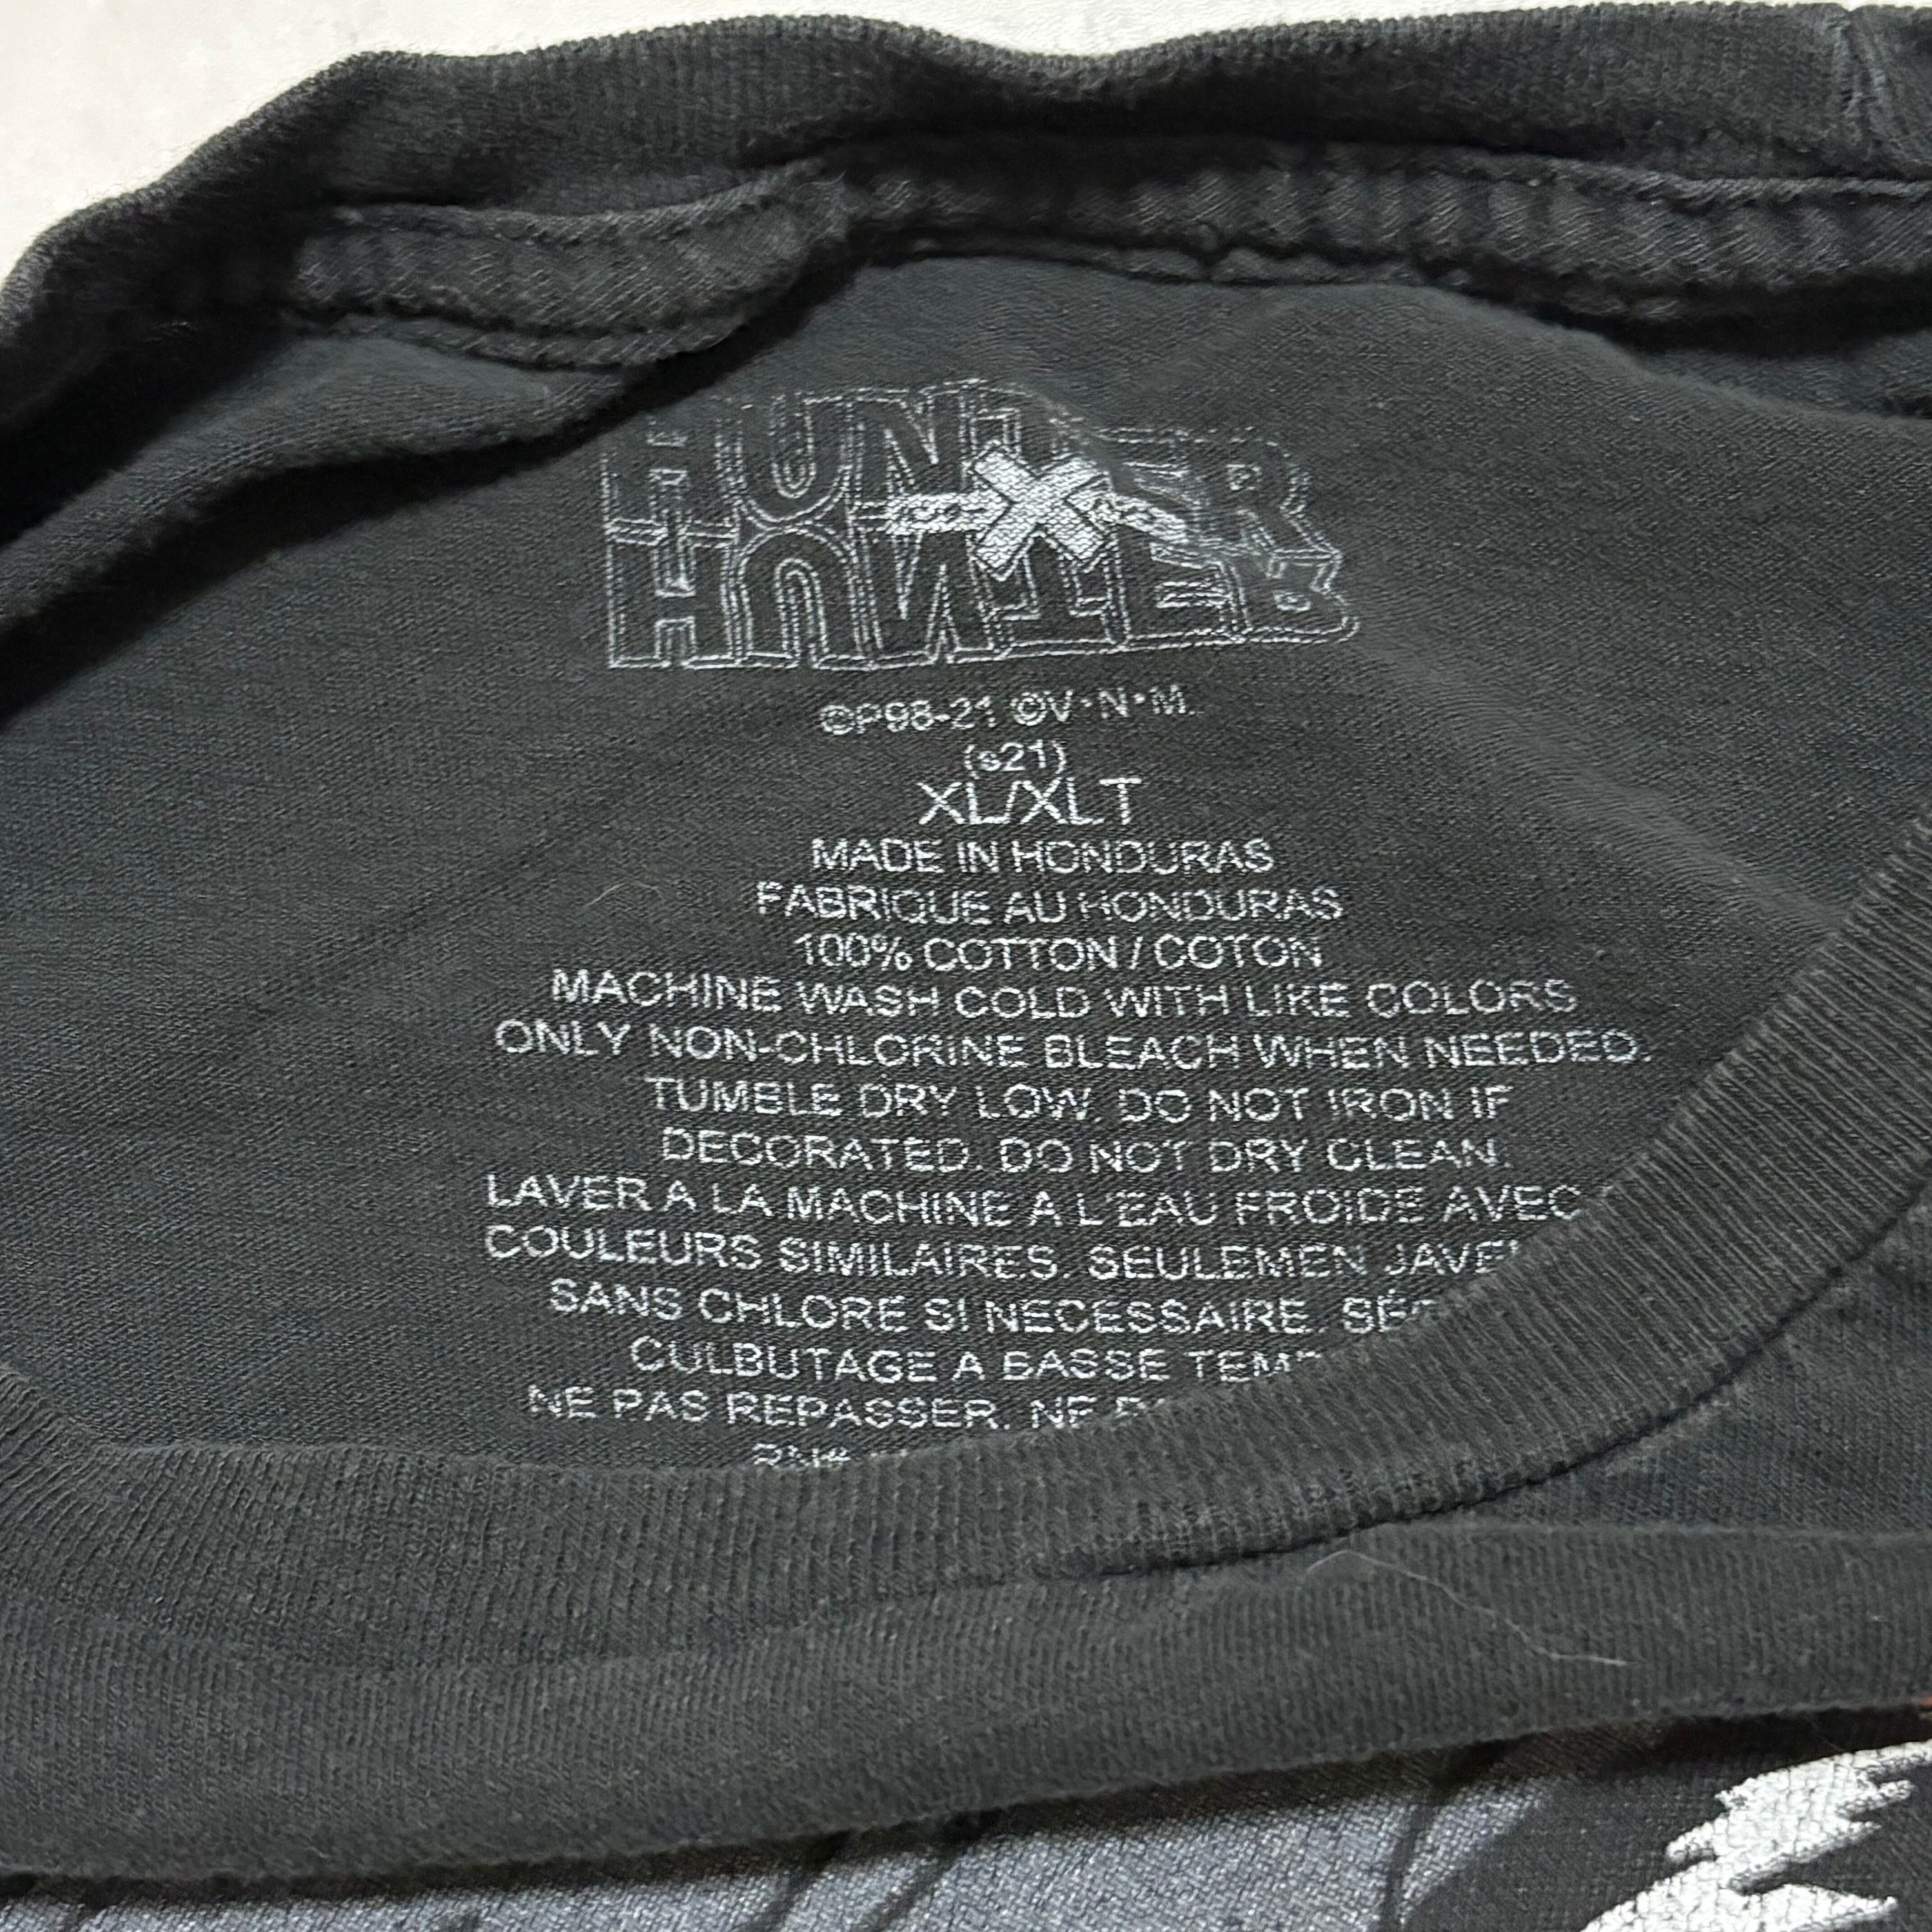 HUNTER
X
HUNTER
©P98-21 ©V·N·M.
(s21)
XL/XLT
MADE IN HONDURAS
FABRIQUE AU HONDURAS
100% COTTON / COTON
MACHINE WASH COLD WITH LIKE COLORS
ONLY NON-CHLORINE BLEACH WHEN NEEDED.
TUMBLE DRY LOW. DO NOT IRON IF
DECORATED. DO NOT DRY CLEAN.
LAVER A LA MACHINE A L'EAU FROIDE AVEC
COULEURS SIMILAIRES. SEULEMEN
SANS CHLORE SI NECESSAIRE.
CULBUTAGE A BASSE
NE PAS REPASSER. NE
RN#